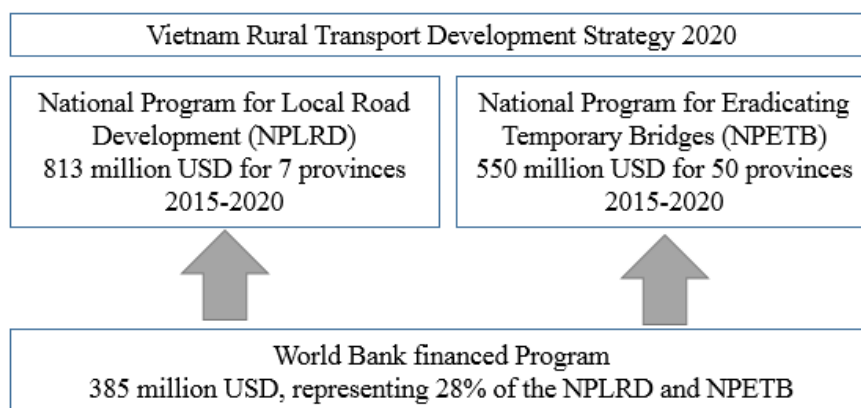 Vietnam Rural Transport Development Strategy 2020
National Program for Local Road
Development (NPLRD)
813 million USD for 7 provinces
2015-2020
National Program for Eradicating
Temporary Bridges (NPETB)
550 million USD for 50 provinces
2015-2020
World Bank financed Program
385 million USD, representing 28% of the NPLRD and NPETB